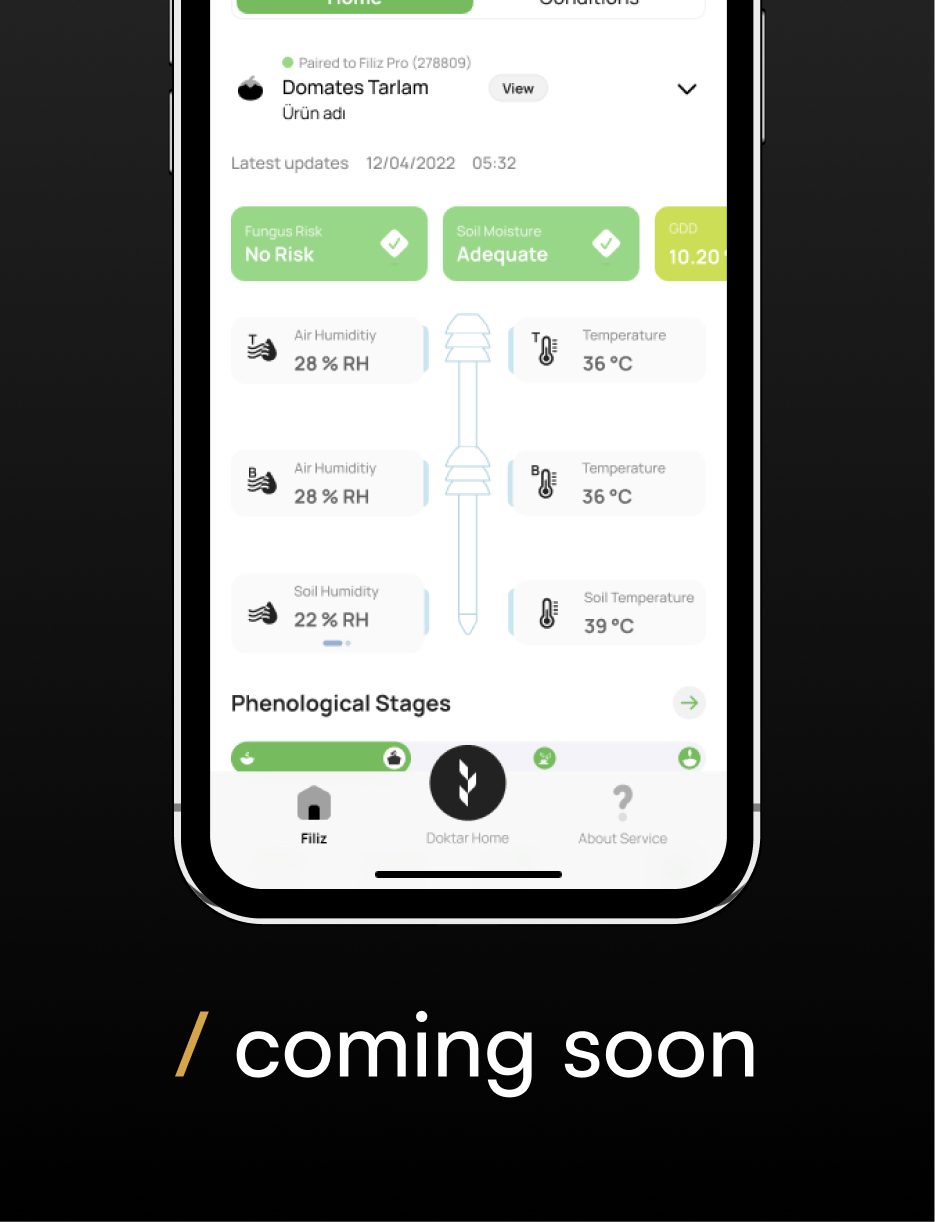 Home Conditions
Paired to Filiz Pro (278809)
Domates Tarlam View
Ürün adı
Latest updates 12/04/2022 05:32
Fungus Risk Soil Moisture GDD
No Risk Adequate 10.20
T Air Humiditiy T Temperature
28 % RH 36 °C
B Air Humiditiy B Temperature
28 % RH 36 °C
Soil Humidity Soil Temperature
22 % RH 39 °C
Phenological Stages
Filiz Doktar Home About Service
/ coming soon